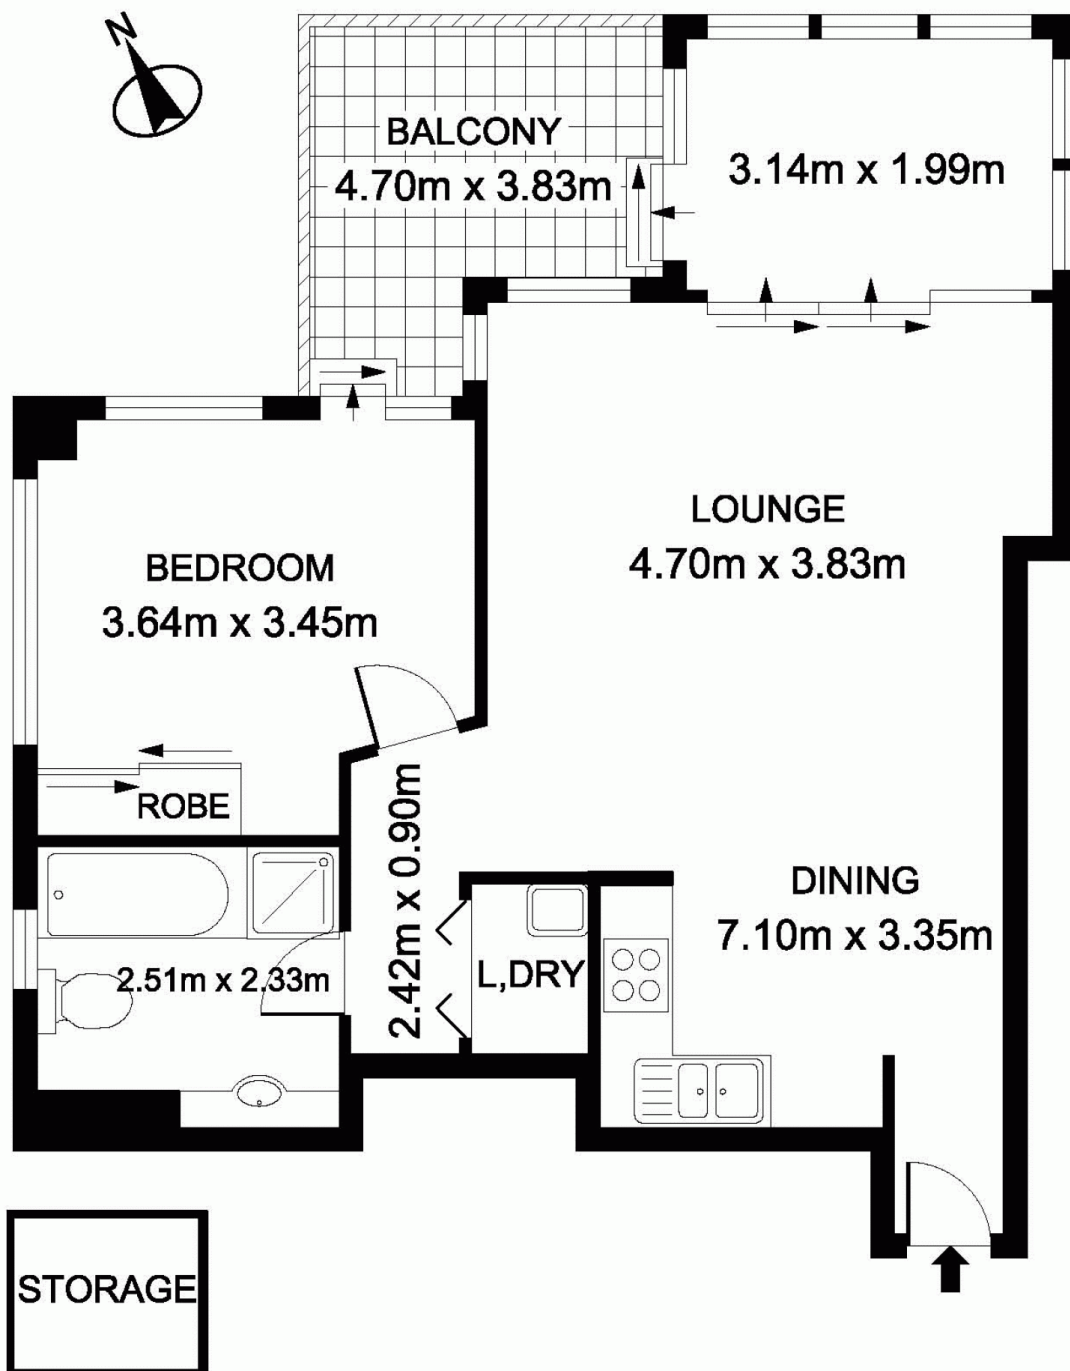 N
BALCONY
4.70m x 3.83m
3.14m x 1.99m
LOUNGE
4.70m x 3.83m
BEDROOM
3.64m x 3.45m
ROBE
2.42m x 0.90m
DINING
7.10m x 3.35m
L,DRY
2.51m x 2.33m
STORAGE